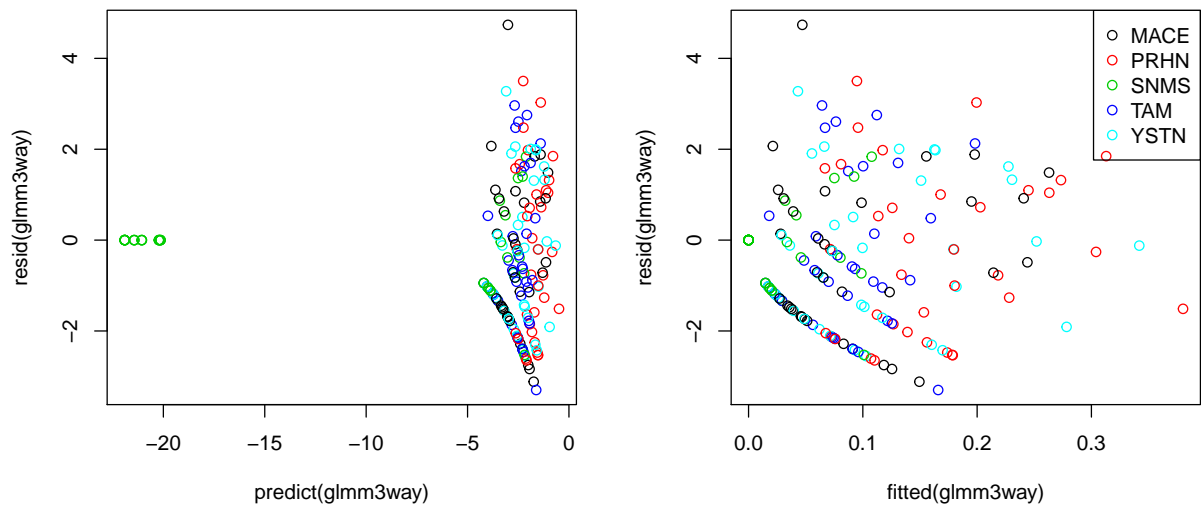 4
2
0
−2
resid(glmm3way)
−20
−15
−10
−5
0
predict(glmm3way)
4
2
0
−2
resid(glmm3way)
0.0
0.1
0.2
0.3
fitted(glmm3way)
MACE
PRHN
SNMS
TAM
YSTN